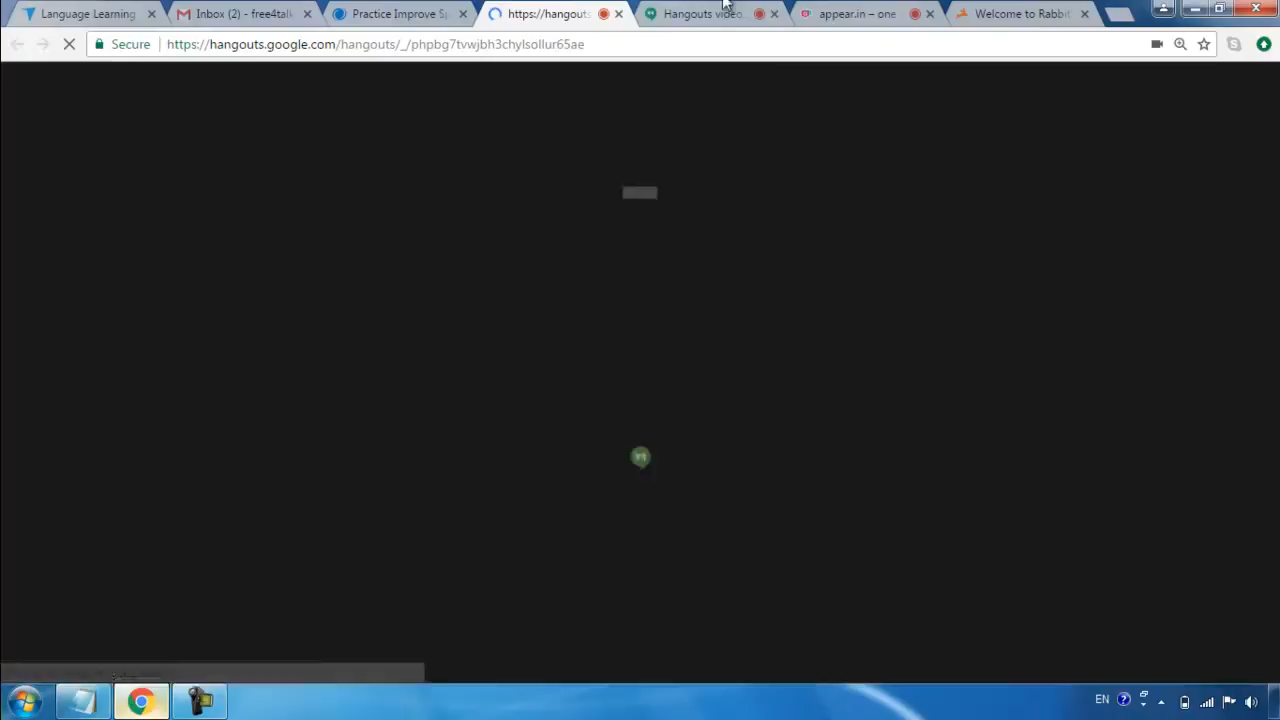 Language Learning
Inbox (2) - free4talk
Practice Improve Sp
https://hangouts
Hangouts video
appear.in – one
Welcome to Rabbit
Secure
https://hangouts.google.com/hangouts/_/phpbg7tvwjbh3chylsollur65ae
EN